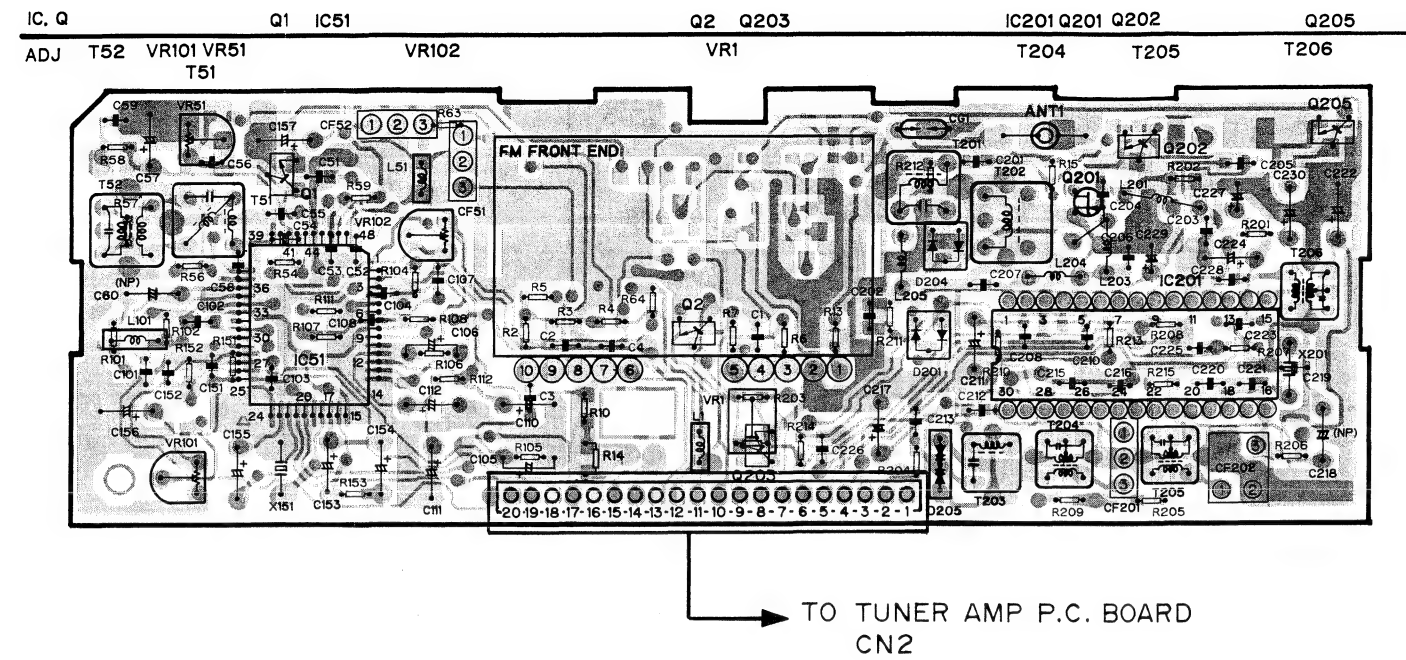 IC. Q Q1 IC51 Q2 Q203 IC201 Q201 Q202 Q205
ADJ T52 VR101 VR51 VR102 VR1 T204 T205 T206
T51
C59 VR51 C157 CF52 1 2 3 R63 CG1 ANT1 Q205
R58 C57 C56 C51 L51 1 2 3 FM FRONT END T201 C201 R15 Q202
T52 R57 T51 Q1 R59 CF51 R212 T202 Q201 L201 R202 C205 C230 C222
C55 VR102 C204 C203 C227
39 C54 48 Q206 C229 R201
41 44 C224 T206
R56 C58 R54 C53 C52 R104 D204 C207 L204 L203 C228
(NP) 36 3 C107 L205 IC201
C60 C102 R111 C104 R5 R64 C202
L101 R102 33 C108 6 R108 R2 R3 R4 Q2 R7 C1 R13 1 3 5 7 9 11 13 15
R101 R152 R151 30 R107 9 C106 C2 C4 R6 R211 C208 C210 R213 R208 C225 C223 R207 X201
C101 27 IC51 12 R106 10 9 8 7 6 5 4 3 2 1 D201 C211 R210 C219
C152 C151 25 C103 R112 C215 C216 R215 C220 C221
14 C112 C3 VR1 R203 C217 30 28 26 24 22 20 18 16
24 20 17 15 C110 R10 C212
C156 C155 C154 R214 C213 T204 1 (NP)
VR101 C105 R105 R14 C226 R204 2 3 R206 C218
R153 Q203 3 T205 CF202
X151 C153 C111 20 19 18 17 16 15 14 13 12 11 10 9 8 7 6 5 4 3 2 1 D205 T203 R209 CF201 R205 1 2
TO TUNER AMP P.C. BOARD
CN2